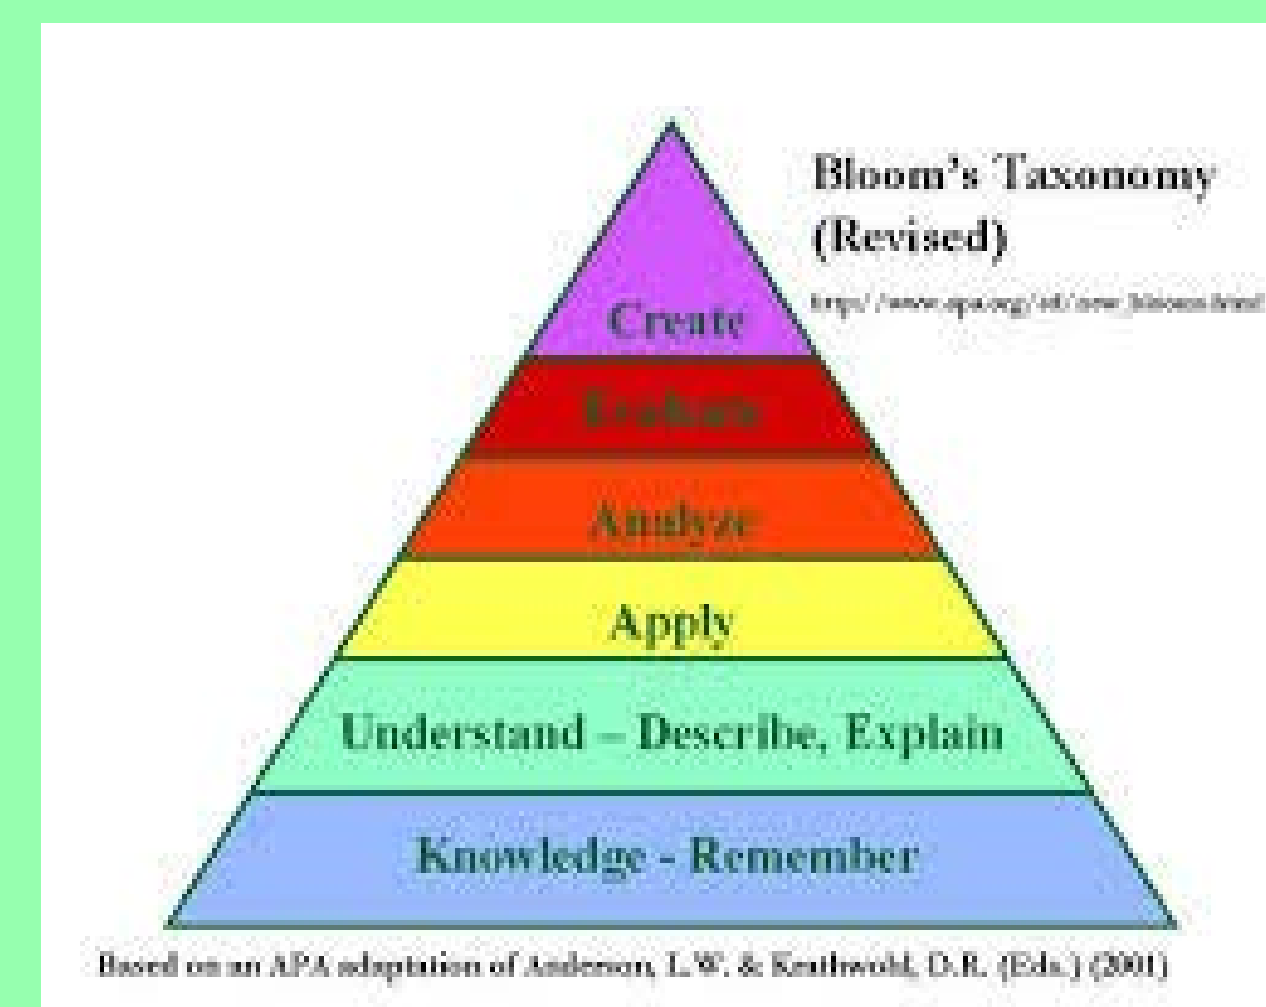 Bloom's Taxonomy
(Revised)
Create
Evaluate
Analyze
Apply
Understand – Describe, Explain
Knowledge - Remember
Based on an APA adaptation of Anderson, L.W. & Krathwohl, D.R. (Eds.) (2001)